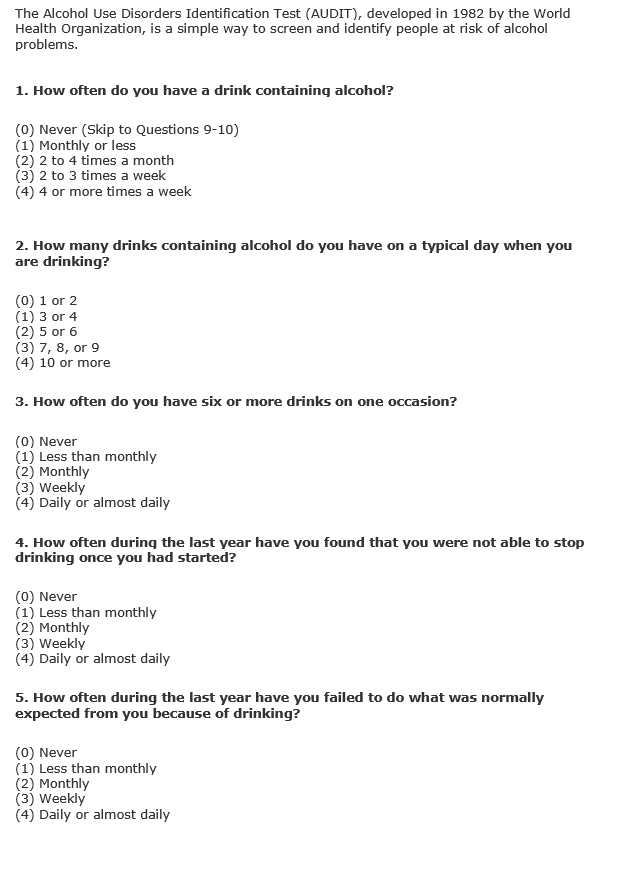 The Alcohol Use Disorders Identification Test (AUDIT), developed in 1982 by the World
Health Organization, is a simple way to screen and identify people at risk of alcohol
problems.
1. How often do you have a drink containing alcohol?
(0) Never (Skip to Questions 9-10)
(1) Monthly or less
(2) 2 to 4 times a month
(3) 2 to 3 times a week
(4) 4 or more times a week
2. How many drinks containing alcohol do you have on a typical day when you
are drinking?
(0) 1 or 2
(1) 3 or 4
(2) 5 or 6
(3) 7, 8, or 9
(4) 10 or more
3. How often do you have six or more drinks on one occasion?
(0) Never
(1) Less than monthly
(2) Monthly
(3) Weekly
(4) Daily or almost daily
4. How often during the last year have you found that you were not able to stop
drinking once you had started?
(0) Never
(1) Less than monthly
(2) Monthly
(3) Weekly
(4) Daily or almost daily
5. How often during the last year have you failed to do what was normally
expected from you because of drinking?
(0) Never
(1) Less than monthly
(2) Monthly
(3) Weekly
(4) Daily or almost daily